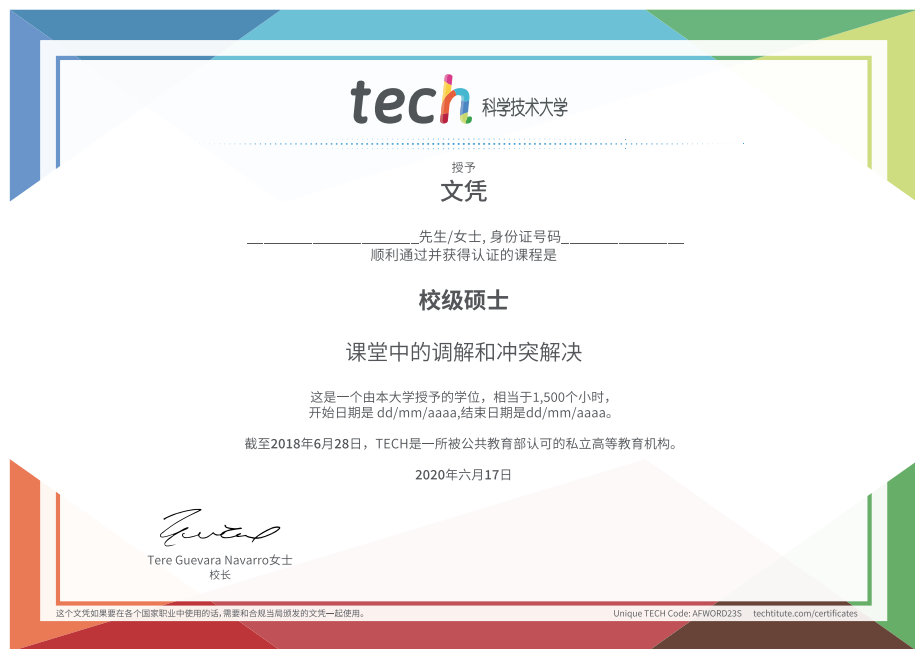 tech 科学技术大学
授予
文凭
______________________先生/女士, 身份证号码_______________
顺利通过并获得认证的课程是
校级硕士
课堂中的调解和冲突解决
这是一个由本大学授予的学位，相当于1,500个小时，
开始日期是 dd/mm/aaaa,结束日期是dd/mm/aaaa。
截至2018年6月28日，TECH是一所被公共教育部认可的私立高等教育机构。
2020年六月17日
Tere Guevara Navarro女士
校长
这个文凭如果要在各个国家职业中使用的话,需要和合规当局颁发的文凭一起使用。
Unique TECH Code: AFWORD23S techtitute.com/certificates